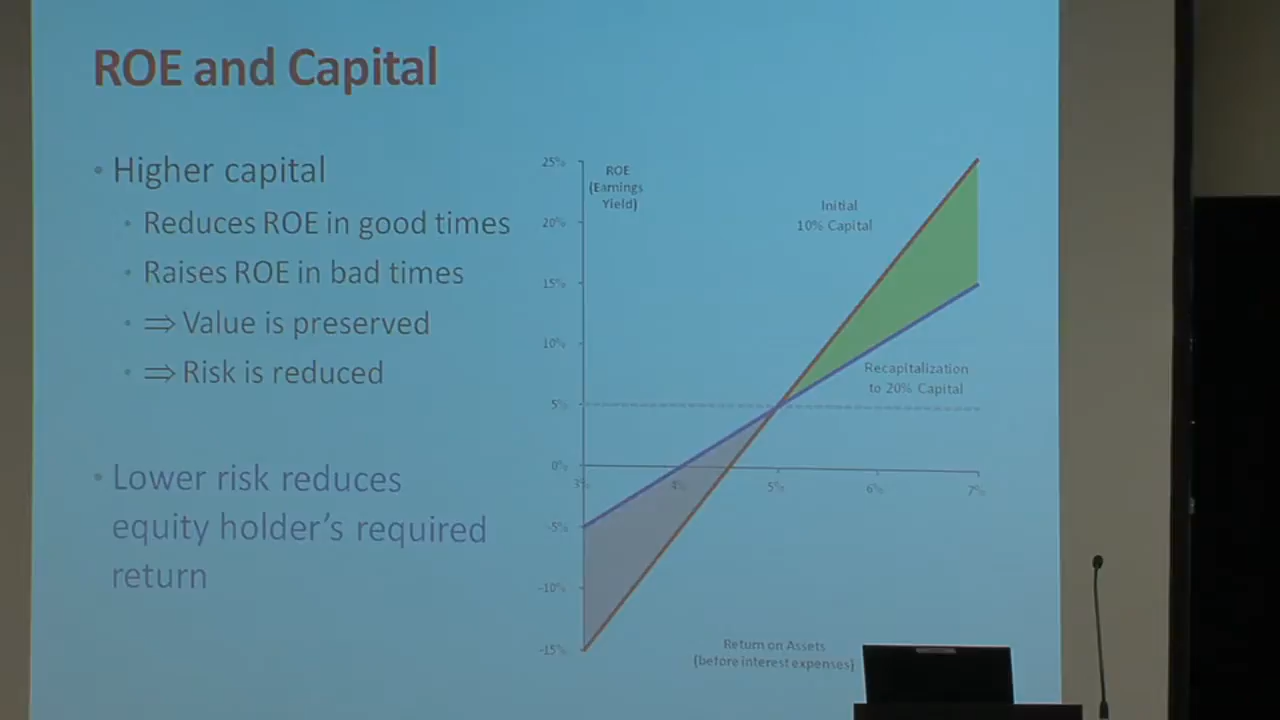 ROE and Capital
• Higher capital
• Reduces ROE in good times
• Raises ROE in bad times
• ⇒ Value is preserved
• ⇒ Risk is reduced
• Lower risk reduces
equity holder's required
return
25%
20%
15%
10%
5%
0%
-5%
-10%
-15%
ROE
(Earnings
Yield)
Initial
10% Capital
Recapitalization
to 20% Capital
3%
4%
5%
6%
7%
Return on Assets
(before interest expenses)